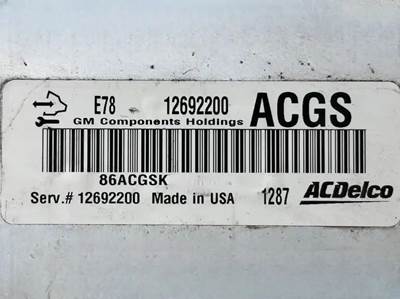 E78 12692200 ACGS
GM Components Holdings
86ACGSK
Serv.# 12692200 Made in USA 1287 ACDelco